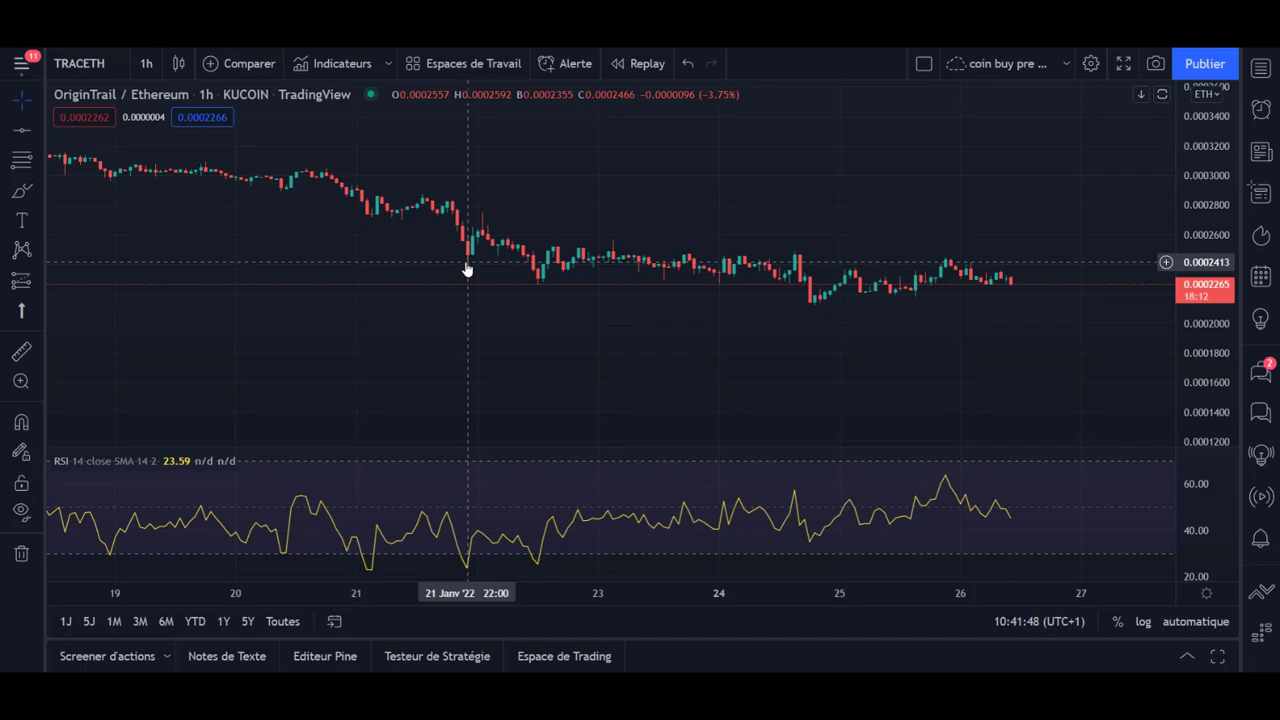 11
TRACETH 1h Comparer Indicateurs Espaces de Travail Alerte Replay coin buy pre ... Publier
OriginTrail / Ethereum · 1h · KUCOIN · TradingView O0.0002557 H0.0002592 B0.0002355 C0.0002466 -0.0000096 (-3.75%) ETH
0.0002262 0.0000004 0.0002266
0.0003400
0.0003200
0.0003000
0.0002800
0.0002600
0.0002413
0.0002265
18:12
0.0002000
0.0001800
0.0001600
0.0001400
0.0001200
2
RSI 14 close SMA 14 2 23.59 n/d n/d
60.00
40.00
20.00
19 20 21 21 Janv '22 22:00 23 24 25 26 27
1J 5J 1M 3M 6M YTD 1Y 5Y Toutes 10:41:48 (UTC+1) % log automatique
Screener d'actions Notes de Texte Editeur Pine Testeur de Stratégie Espace de Trading